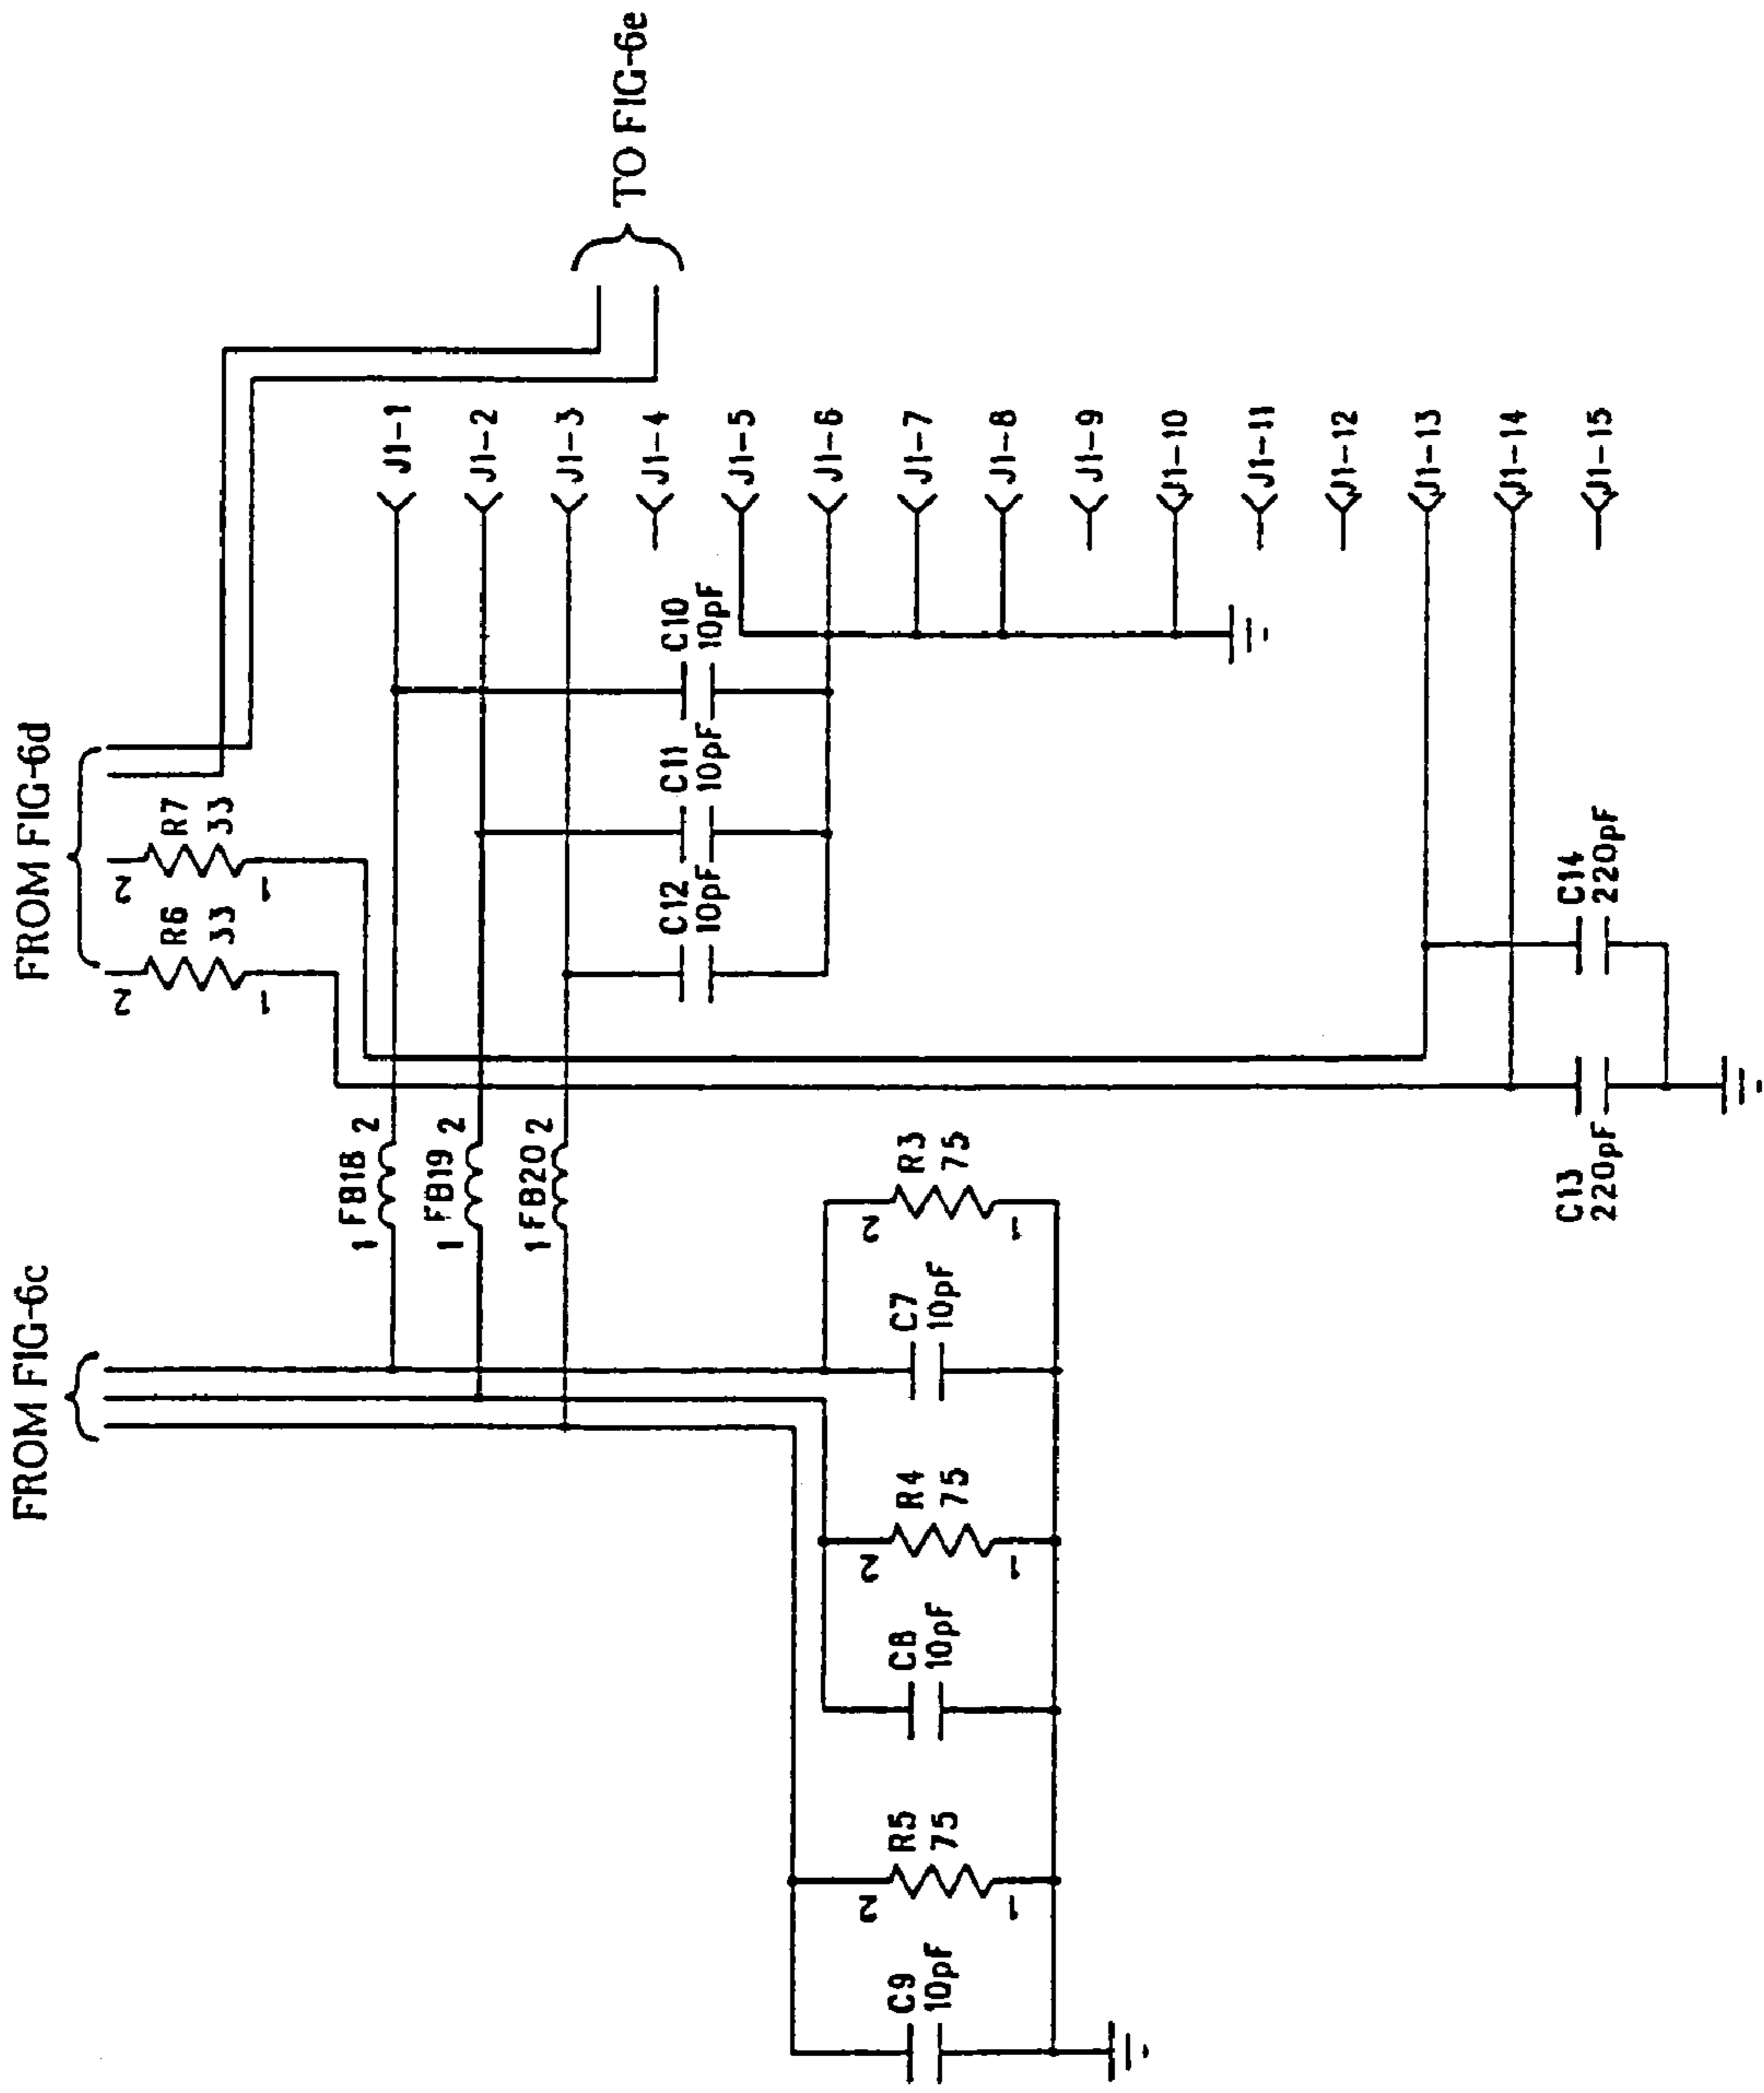 FROM FIG-6c
FROM FIG-6d
TO FIG-6e
2 R6 33 1
2 R7 33 1
1 FB18 2
1 FB19 2
1 FB20 2
J1-1
J1-2
J1-3
J1-4
J1-5
J1-6
J1-7
J1-8
J1-9
J1-10
J1-11
J1-12
J1-13
J1-14
J1-15
C12
10pF
C11
10pF
C10
10pF
C9
10pF
2 R5 75 1
C8
10pF
2 R4 75 1
C7
10pF
2 R3 75 1
C13
220pF
C14
220pF